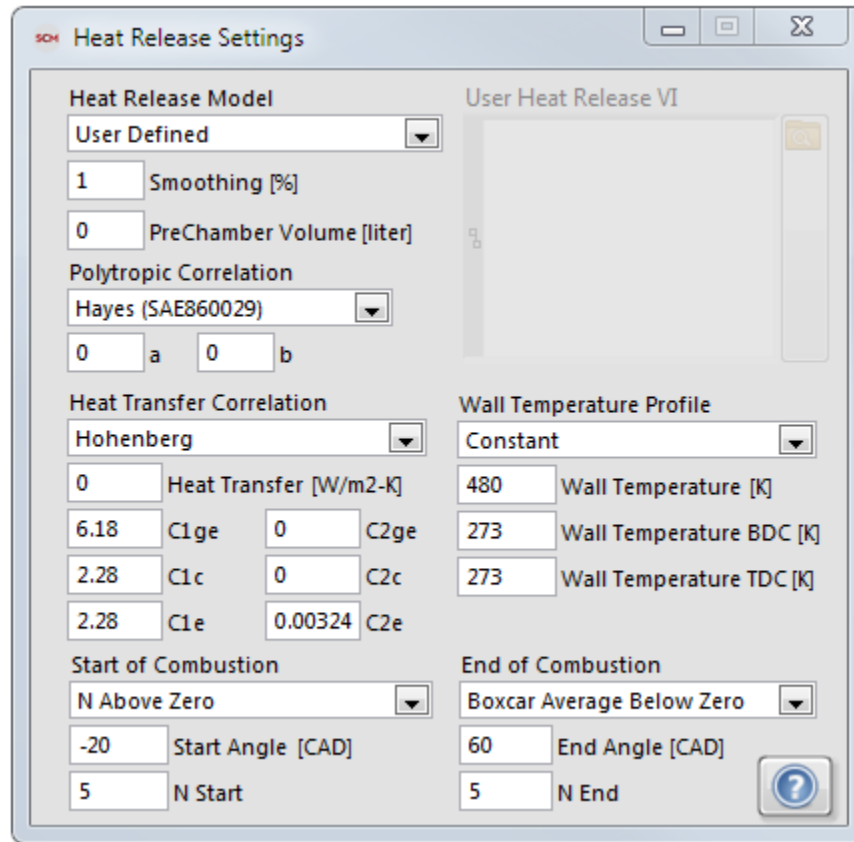 SCM Heat Release Settings
Heat Release Model
User Defined
1 Smoothing [%]
0 PreChamber Volume [liter]
User Heat Release VI
Polytropic Correlation
Hayes (SAE860029)
0 a 0 b
Heat Transfer Correlation
Hohenberg
0 Heat Transfer [W/m2-K]
6.18 C1ge 0 C2ge
2.28 C1c 0 C2c
2.28 C1e 0.00324 C2e
Wall Temperature Profile
Constant
480 Wall Temperature [K]
273 Wall Temperature BDC [K]
273 Wall Temperature TDC [K]
Start of Combustion
N Above Zero
-20 Start Angle [CAD]
5 N Start
End of Combustion
Boxcar Average Below Zero
60 End Angle [CAD]
5 N End
?